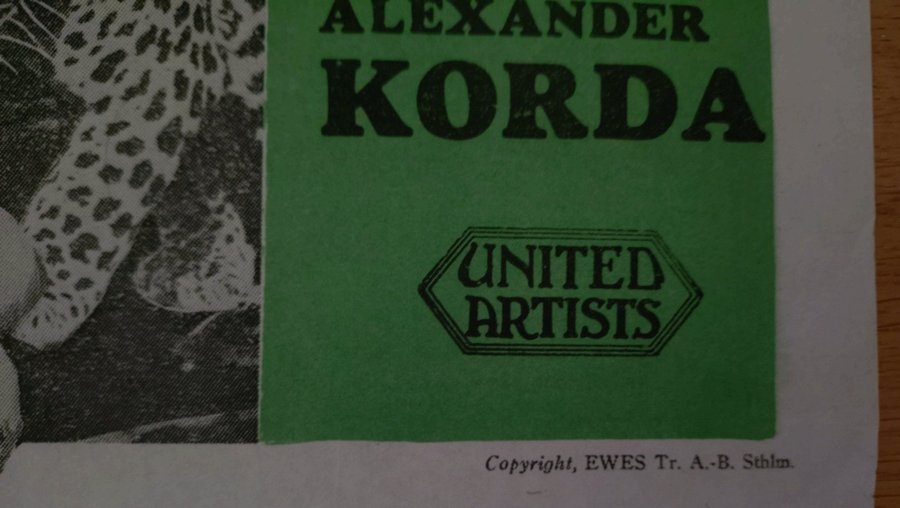 ALEXANDER
KORDA
UNITED
ARTISTS
Copyright, EWES Tr. A.-B. Sthlm.